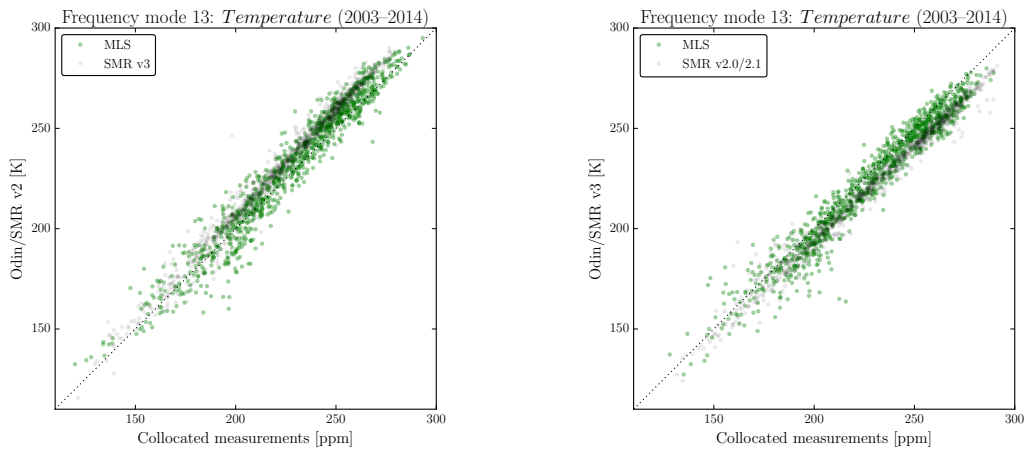 Frequency mode 13: Temperature (2003–2014)
300
250
200
150
150 200 250 300
MLS
SMR v3
Odin/SMR v2 [K]
Collocated measurements [ppm]
Frequency mode 13: Temperature (2003–2014)
300
250
200
150
150 200 250 300
MLS
SMR v2.0/2.1
Odin/SMR v3 [K]
Collocated measurements [ppm]